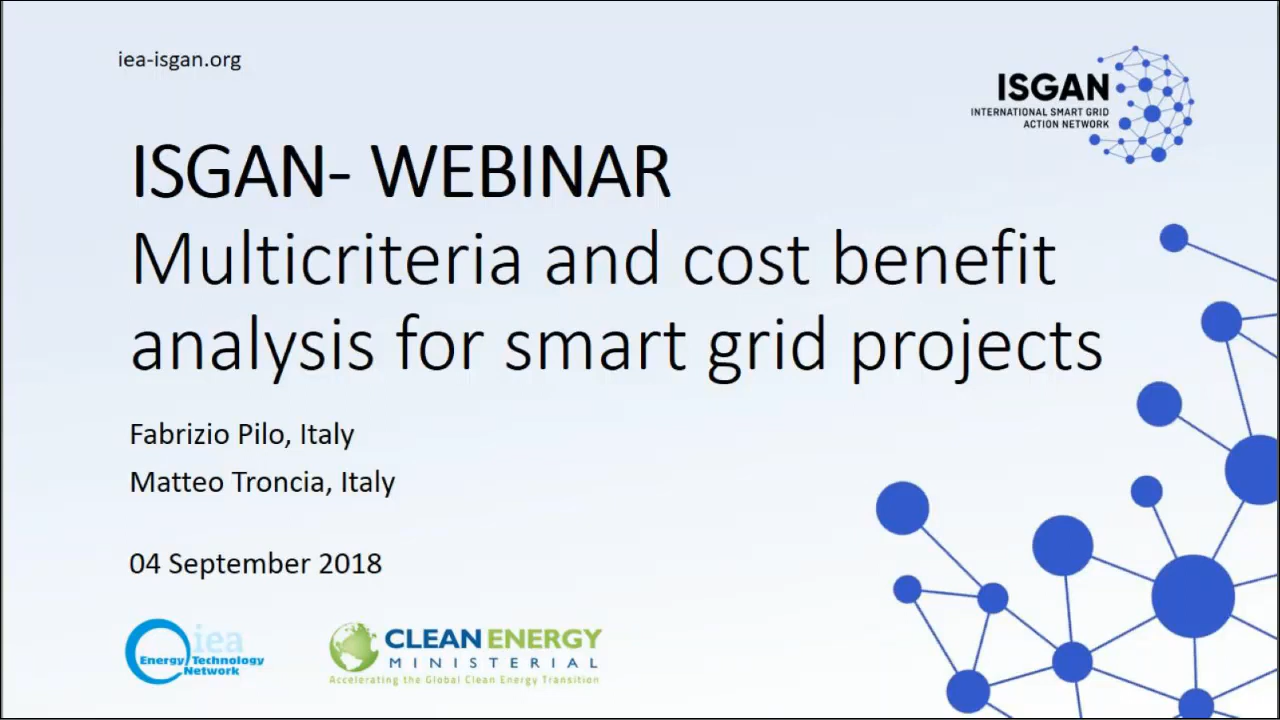 iea-isgan.org
ISGAN
INTERNATIONAL SMART GRID
ACTION NETWORK
ISGAN- WEBINAR
Multicriteria and cost benefit
analysis for smart grid projects
Fabrizio Pilo, Italy
Matteo Troncia, Italy
04 September 2018
iea
Energy Technology
Network
CLEAN ENERGY
MINISTERIAL
Accelerating the Global Clean Energy Transition